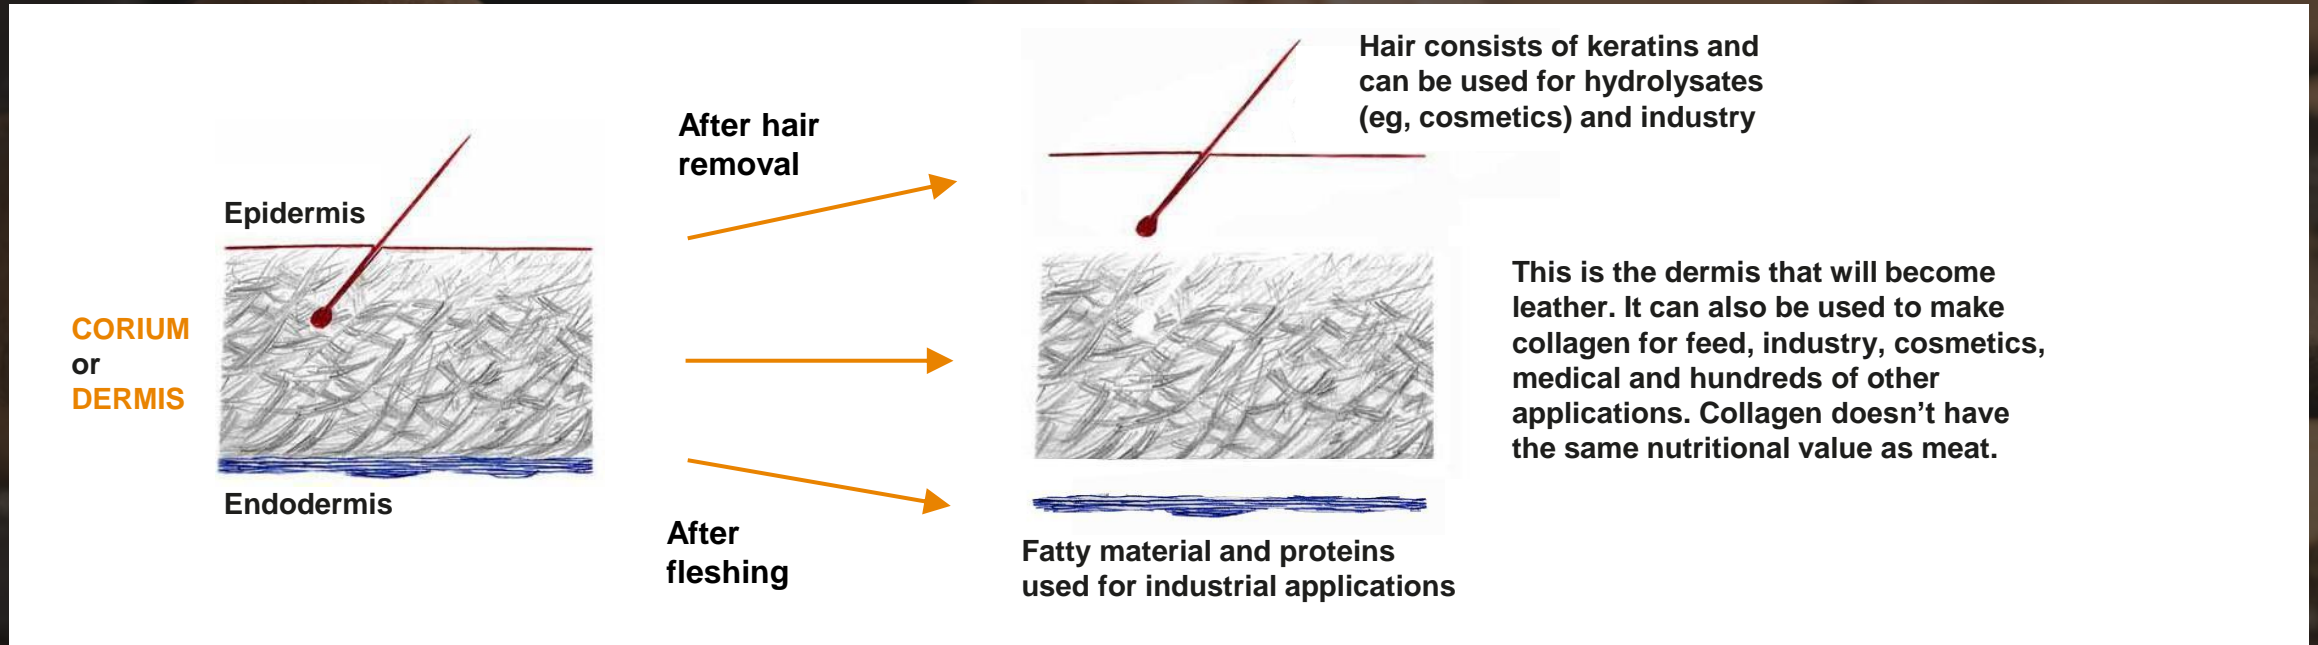 Epidermis
CORIUM
or
DERMIS
Endodermis
After hair
removal
After
fleshing
Hair consists of keratins and
can be used for hydrolysates
(eg, cosmetics) and industry
This is the dermis that will become
leather. It can also be used to make
collagen for feed, industry, cosmetics,
medical and hundreds of other
applications. Collagen doesn’t have
the same nutritional value as meat.
Fatty material and proteins
used for industrial applications